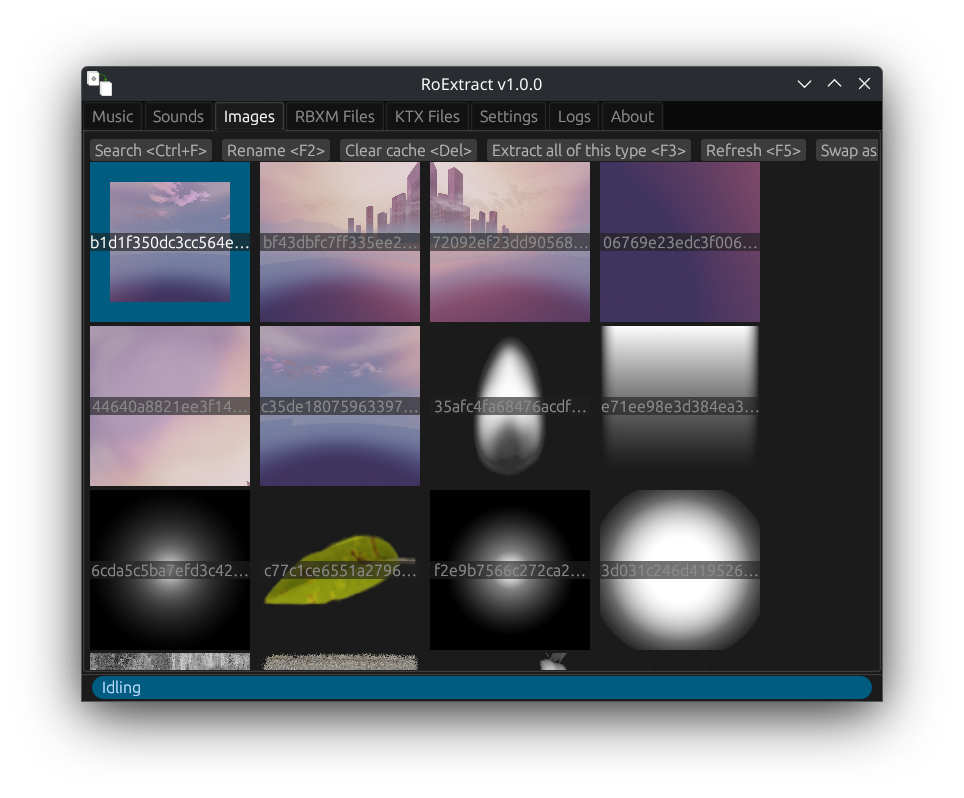 RoExtract v1.0.0
Music Sounds Images RBXM Files KTX Files Settings Logs About
Search <Ctrl+F> Rename <F2> Clear cache <Del> Extract all of this type <F3> Refresh <F5> Swap as
b1d1f350dc3cc564e... bf43dbfc7ff335ee2... 72092ef23dd90568... 06769e23edc3f006...
44640a8821ee3f14... c35de18075963397... 35afc4fa68476acdf... e71ee98e3d384ea3...
6cda5c5ba7efd3c42... c77c1ce6551a2796... f2e9b7566c272ca2... 3d031c246d419526...
Idling